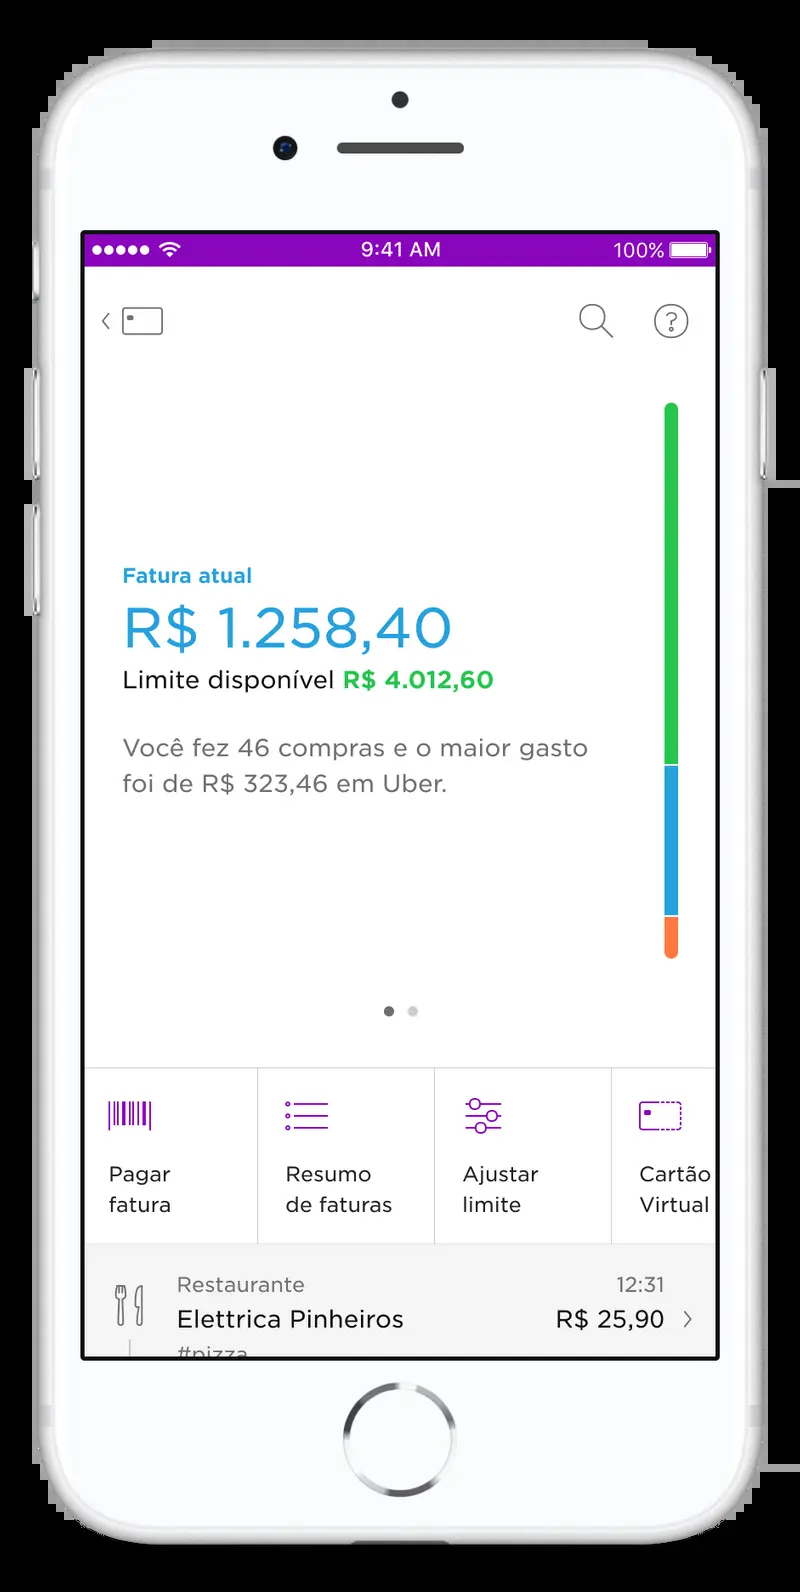 9:41 AM 100%
?
Fatura atual
R$ 1.258,40
Limite disponível R$ 4.012,60
Você fez 46 compras e o maior gasto
foi de R$ 323,46 em Uber.
Pagar
fatura
Resumo
de faturas
Ajustar
limite
Cartão
Virtual
Restaurante 12:31
Elettrica Pinheiros R$ 25,90
#pizza